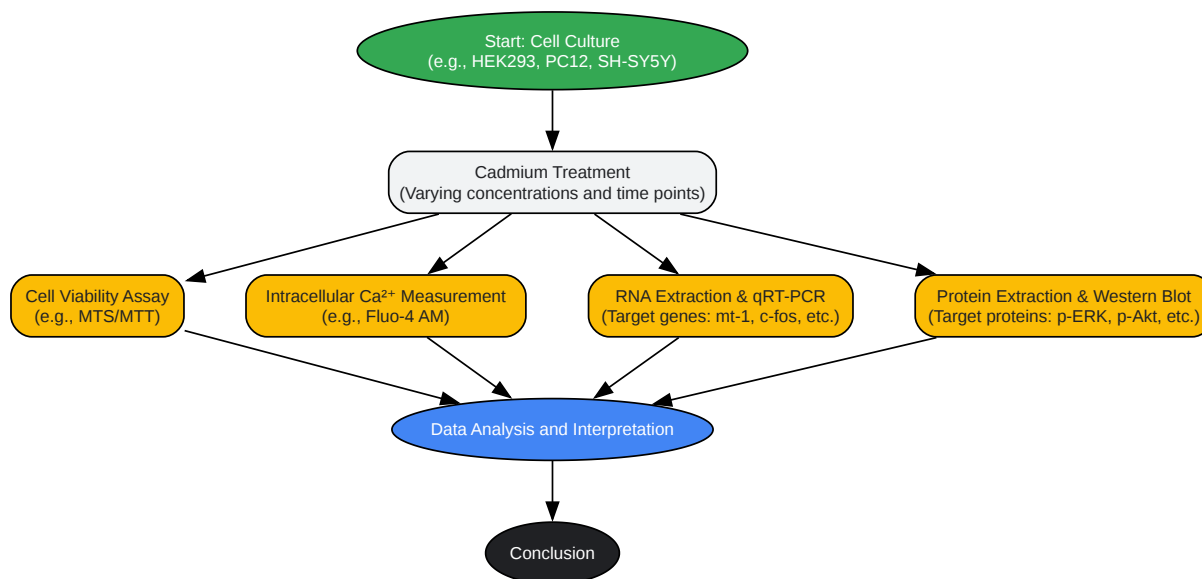 Start: Cell Culture
(e.g., HEK293, PC12, SH-SY5Y)
Cadmium Treatment
(Varying concentrations and time points)
Cell Viability Assay
(e.g., MTS/MTT)
Intracellular Ca²⁺ Measurement
(e.g., Fluo-4 AM)
RNA Extraction & qRT-PCR
(Target genes: mt-1, c-fos, etc.)
Protein Extraction & Western Blot
(Target proteins: p-ERK, p-Akt, etc.)
Data Analysis and Interpretation
Conclusion